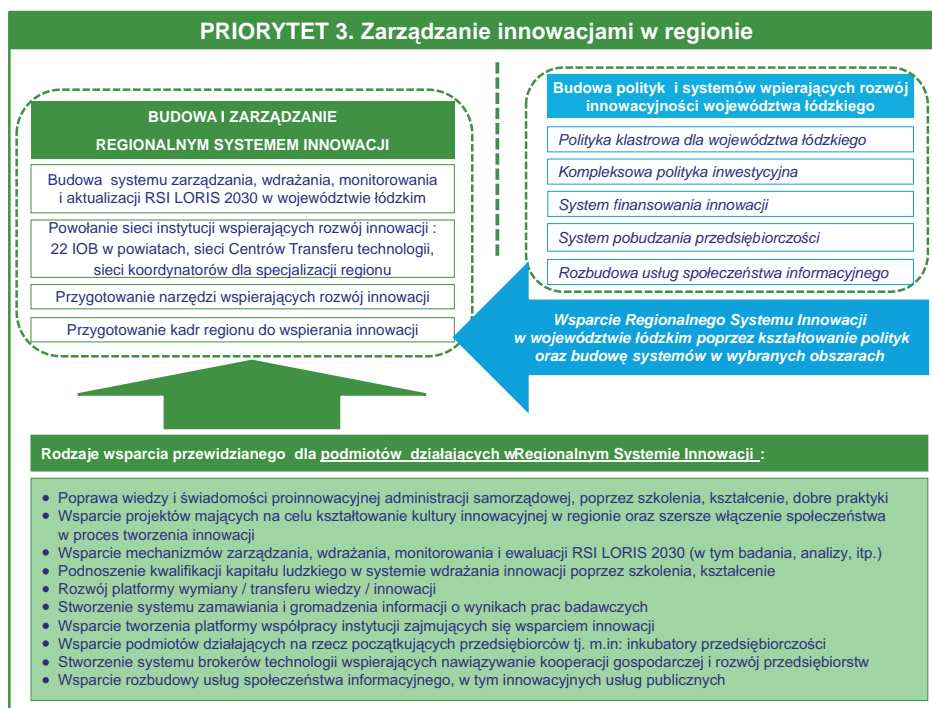 PRIORYTET 3. Zarządzanie innowacjami w regionie
BUDOWA I ZARZĄDZANIE
REGIONALNYM SYSTEMEM INNOWACJI
Budowa systemu zarządzania, wdrażania, monitorowania
i aktualizacji RSI LORIS 2030 w województwie łódzkim
Powołanie sieci instytucji wspierających rozwój innowacji :
22 IOB w powiatach, sieci Centrów Transferu technologii,
sieci koordynatorów dla specjalizacji regionu
Przygotowanie narzędzi wspierających rozwój innowacji
Przygotowanie kadr regionu do wspierania innowacji
Budowa polityk i systemów wpierających rozwój
innowacyjności województwa łódzkiego
Polityka klastrowa dla województwa łódzkiego
Kompleksowa polityka inwestycyjna
System finansowania innowacji
System pobudzania przedsiębiorczości
Rozbudowa usług społeczeństwa informacyjnego
Wsparcie Regionalnego Systemu Innowacji
w województwie łódzkim poprzez kształtowanie polityk
oraz budowę systemów w wybranych obszarach
Rodzaje wsparcia przewidzianego dla podmiotów działających wRegionalnym Systemie Innowacji :
• Poprawa wiedzy i świadomości proinnowacyjnej administracji samorządowej, poprzez szkolenia, kształcenie, dobre praktyki
• Wsparcie projektów mających na celu kształtowanie kultury innowacyjnej w regionie oraz szersze włączenie społeczeństwa
w proces tworzenia innowacji
• Wsparcie mechanizmów zarządzania, wdrażania, monitorowania i ewaluacji RSI LORIS 2030 (w tym badania, analizy, itp.)
• Podnoszenie kwalifikacji kapitału ludzkiego w systemie wdrażania innowacji poprzez szkolenia, kształcenie
• Rozwój platformy wymiany / transferu wiedzy / innowacji
• Stworzenie systemu zamawiania i gromadzenia informacji o wynikach prac badawczych
• Wsparcie tworzenia platformy współpracy instytucji zajmujących się wsparciem innowacji
• Wsparcie podmiotów działających na rzecz początkujących przedsiębiorców tj. m.in: inkubatory przedsiębiorczości
• Stworzenie systemu brokerów technologii wspierających nawiązywanie kooperacji gospodarczej i rozwój przedsiębiorstw
• Wsparcie rozbudowy usług społeczeństwa informacyjnego, w tym innowacyjnych usług publicznych